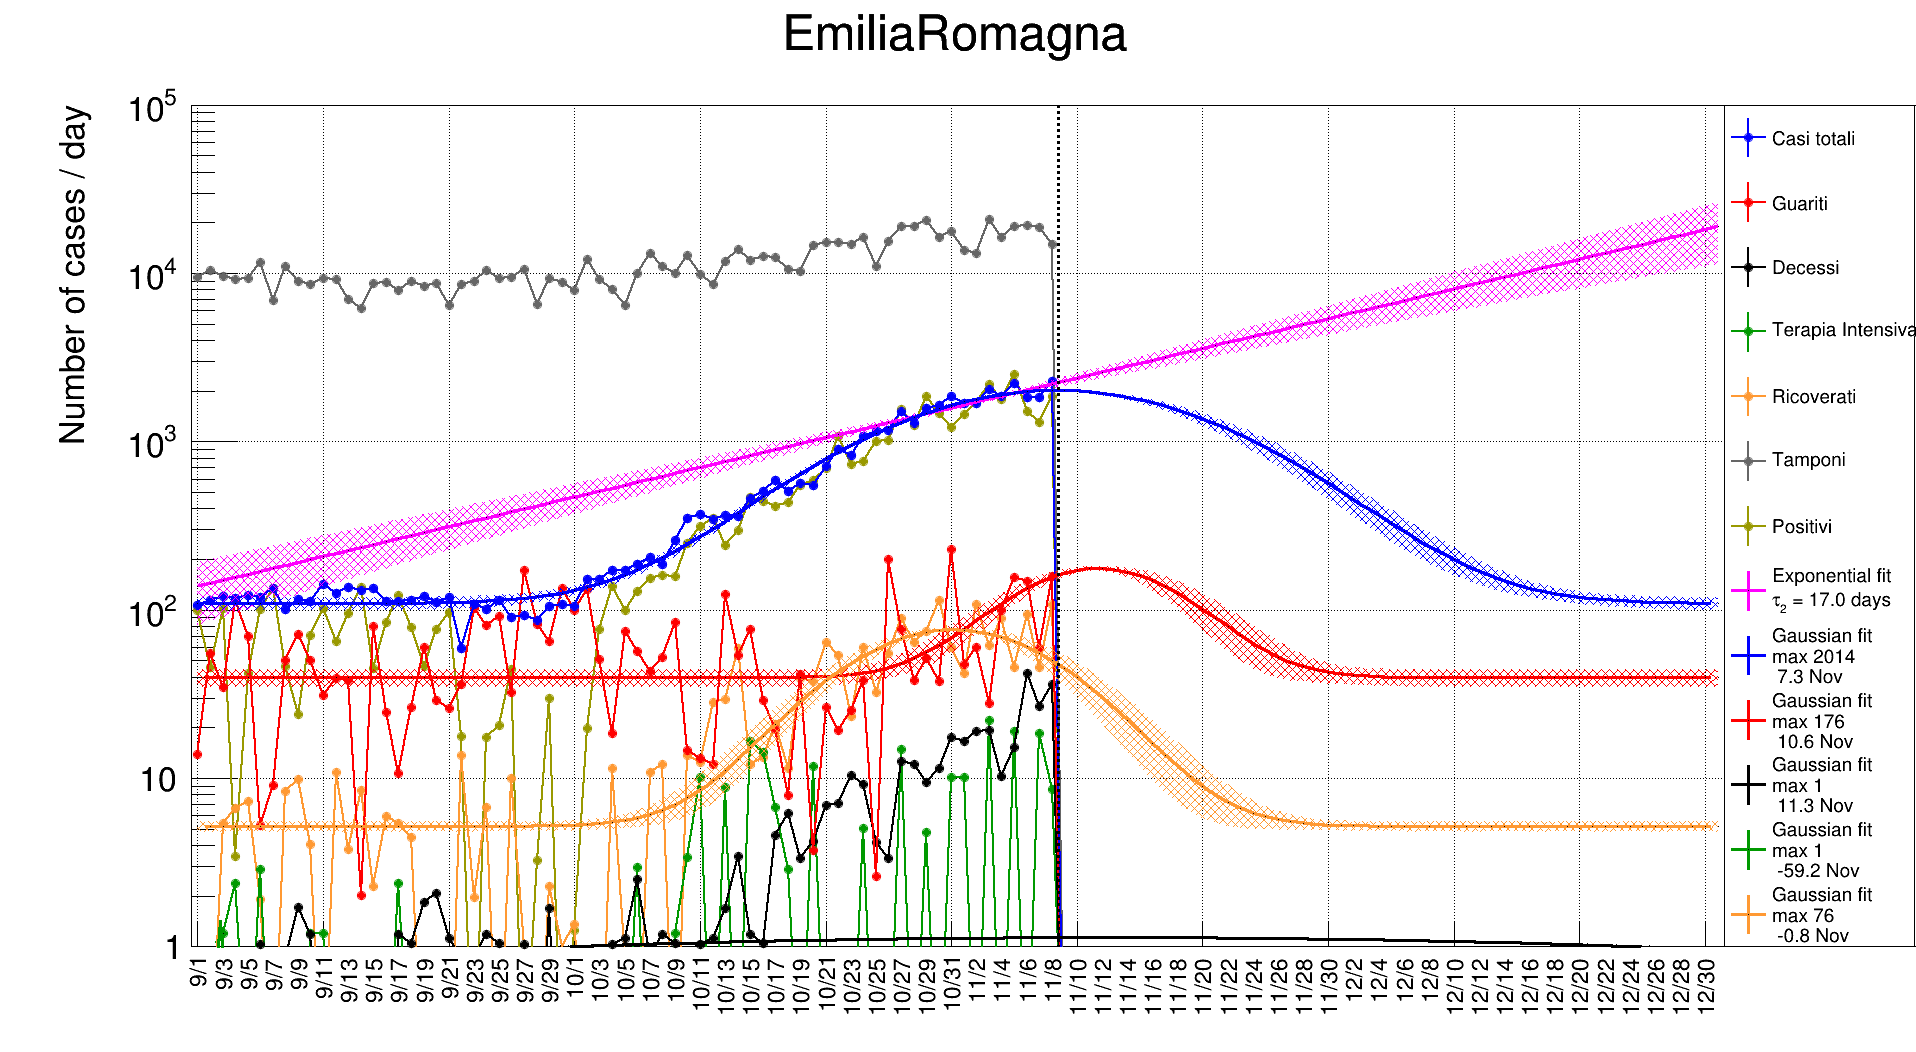 EmiliaRomagna
Number of cases / day
10^5
10^4
10^3
10^2
10
1
9/1 9/3 9/5 9/7 9/9 9/11 9/13 9/15 9/17 9/19 9/21 9/23 9/25 9/27 9/29 10/1 10/3 10/5 10/7 10/9 10/11 10/13 10/15 10/17 10/19 10/21 10/23 10/25 10/27 10/29 10/31 11/2 11/4 11/6 11/8 11/10 11/12 11/14 11/16 11/18 11/20 11/22 11/24 11/26 11/28 11/30 12/2 12/4 12/6 12/8 12/10 12/12 12/14 12/16 12/18 12/20 12/22 12/24 12/26 12/28 12/30
Casi totali
Guariti
Decessi
Terapia Intensiva
Ricoverati
Tamponi
Positivi
Exponential fit
τ₂ = 17.0 days
Gaussian fit
max 2014
7.3 Nov
Gaussian fit
max 176
10.6 Nov
Gaussian fit
max 1
11.3 Nov
Gaussian fit
max 1
-59.2 Nov
Gaussian fit
max 76
-0.8 Nov